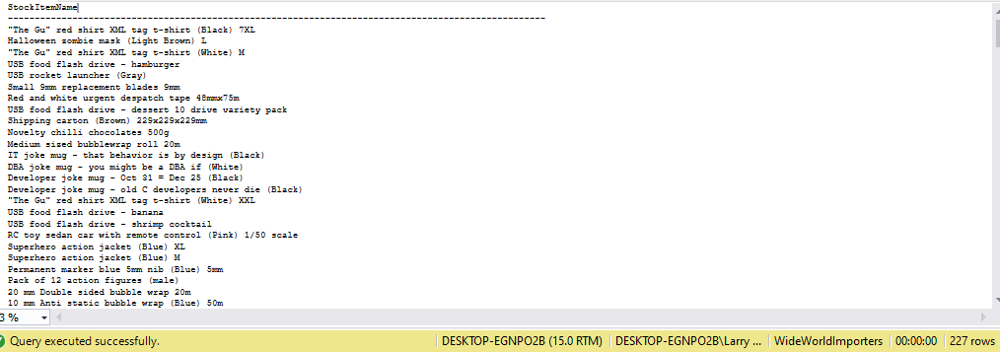 StockItemName
----------------------------------------------------------------------------------------------------
"The Gu" red shirt XML tag t-shirt (Black) 7XL
Halloween zombie mask (Light Brown) L
"The Gu" red shirt XML tag t-shirt (White) M
USB food flash drive - hamburger
USB rocket launcher (Gray)
Small 9mm replacement blades 9mm
Red and white urgent despatch tape 48mmx75m
USB food flash drive - dessert 10 drive variety pack
Shipping carton (Brown) 229x229x229mm
Novelty chilli chocolates 500g
Medium sized bubblewrap roll 20m
IT joke mug - that behavior is by design (Black)
DBA joke mug - you might be a DBA if (White)
Developer joke mug - Oct 31 = Dec 25 (Black)
Developer joke mug - old C developers never die (Black)
"The Gu" red shirt XML tag t-shirt (White) XXL
USB food flash drive - banana
USB food flash drive - shrimp cocktail
RC toy sedan car with remote control (Pink) 1/50 scale
Superhero action jacket (Blue) XL
Superhero action jacket (Blue) M
Permanent marker blue 5mm nib (Blue) 5mm
Pack of 12 action figures (male)
20 mm Double sided bubble wrap 20m
10 mm Anti static bubble wrap (Blue) 50m
3 %
Query executed successfully. DESKTOP-EGNPO2B (15.0 RTM) DESKTOP-EGNPO2B\Larry ... WideWorldImporters 00:00:00 227 rows